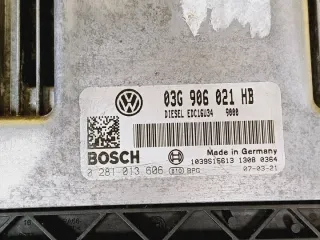 03G 906 021 HB
DIESEL EDC16U34 9000
BOSCH
Made in Germany
1039S15613 1308 0364
0 281 013 606
BPG
07-03-21